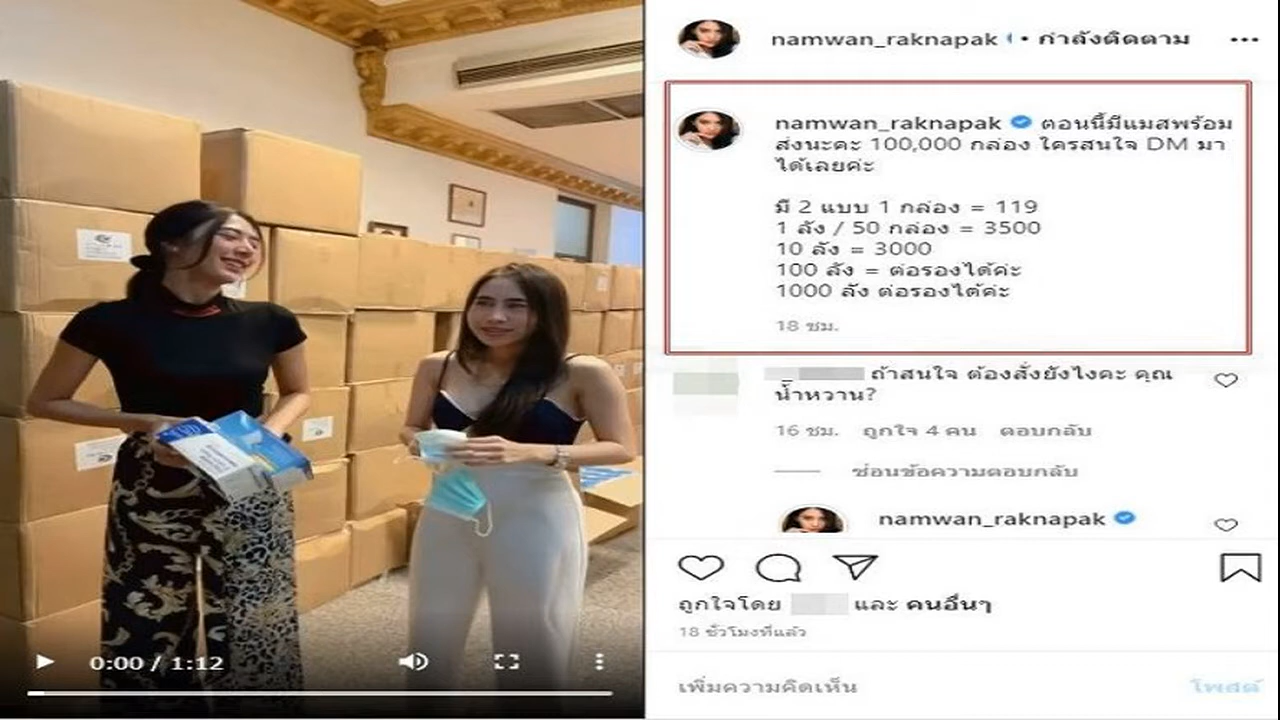 namwan_raknapak • กำลังติดตาม
namwan_raknapak ตอนนี้มีแมสพร้อม
ส่งนะคะ 100,000 กล่อง ใครสนใจ DM มา
ได้เลยค่ะ
มี 2 แบบ 1 กล่อง = 119
1 ลัง / 50 กล่อง = 3500
10 ลัง = 3000
100 ลัง = ต่อรองได้ค่ะ
1000 ลัง ต่อรองได้ค่ะ
18 ชม.
ถ้าสนใจ ต้องสั่งยังไงคะ คุณ
น้ำหวาน?
16 ชม. ถูกใจ 4 คน ตอบกลับ
ซ่อนข้อความตอบกลับ
namwan_raknapak
ถูกใจโดย และ คนอื่นๆ
18 ชั่วโมงที่แล้ว
เพิ่มความคิดเห็น โพสต์
0:00 / 1:12